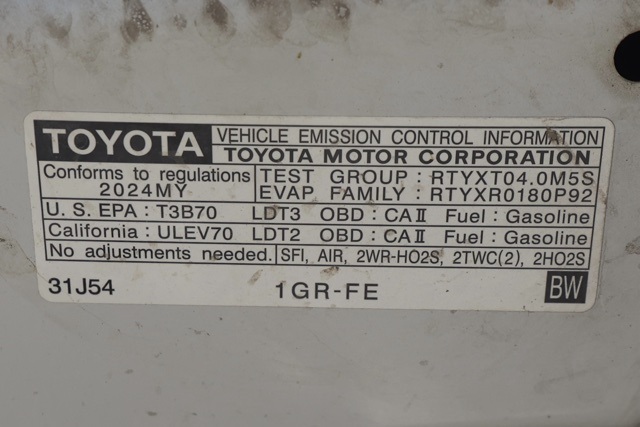 TOYOTA VEHICLE EMISSION CONTROL INFORMATION
TOYOTA MOTOR CORPORATION
Conforms to regulations TEST GROUP : RTYXT04.0M5S
2024MY EVAP. FAMILY : RTYXR0180P92
U. S. EPA : T3B70 LDT3 OBD : CAⅡ Fuel : Gasoline
California : ULEV70 LDT2 OBD : CAⅡ Fuel : Gasoline
No adjustments needed. SFI, AIR, 2WR-HO2S, 2TWC(2), 2HO2S
31J54 1GR-FE BW